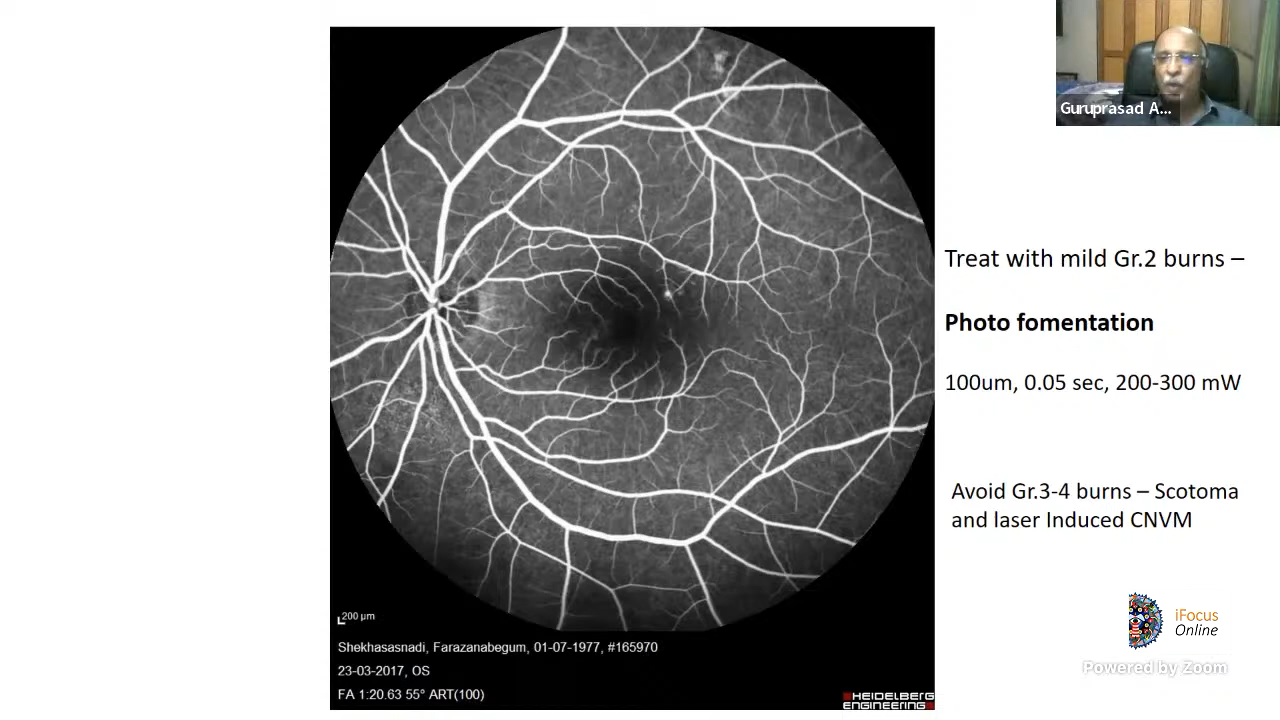 Guruprasad A...
Treat with mild Gr.2 burns –
Photo fomentation
100um, 0.05 sec, 200-300 mW
Avoid Gr.3-4 burns – Scotoma
and laser Induced CNVM
200 µm
Shekhasasnadi, Farazanabegum, 01-07-1977, #165970
23-03-2017, OS
FA 1:20.63 55° ART(100)
HEIDELBERG
ENGINEERING
iFocus
Online
Powered by Zoom